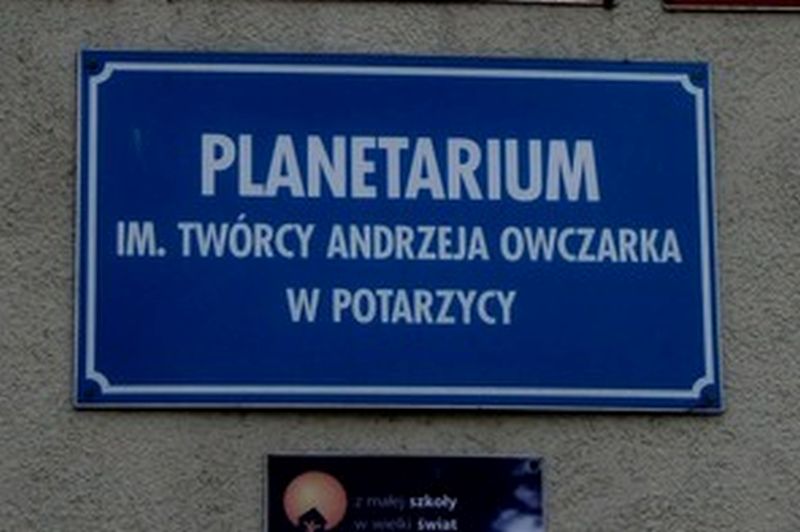 PLANETARIUM
IM. TWÓRCY ANDRZEJA OWCZARKA
W POTARZYCY
z małej szkoły
w wielki świat